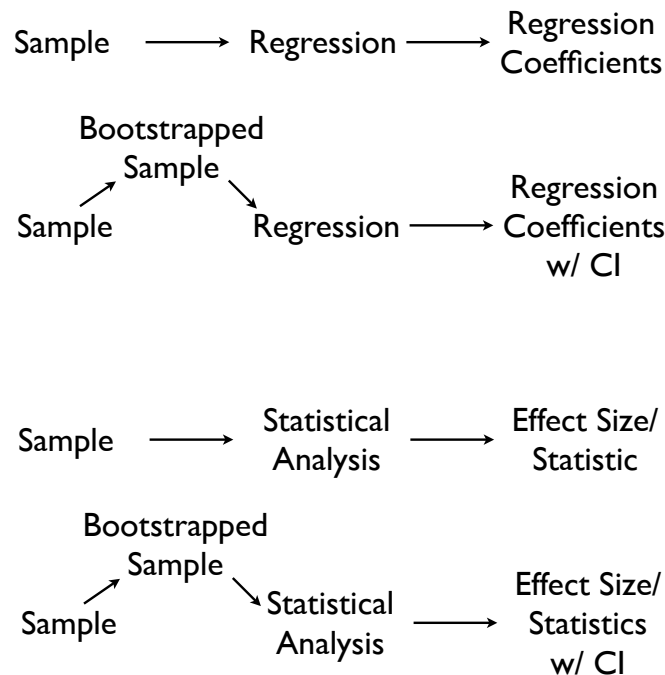 Sample
Regression
Regression
Coefficients
Bootstrapped
Sample
Sample
Regression
Regression
Coefficients
w/ CI
Sample
Statistical
Analysis
Effect Size/
Statistic
Bootstrapped
Sample
Sample
Statistical
Analysis
Effect Size/
Statistics
w/ CI